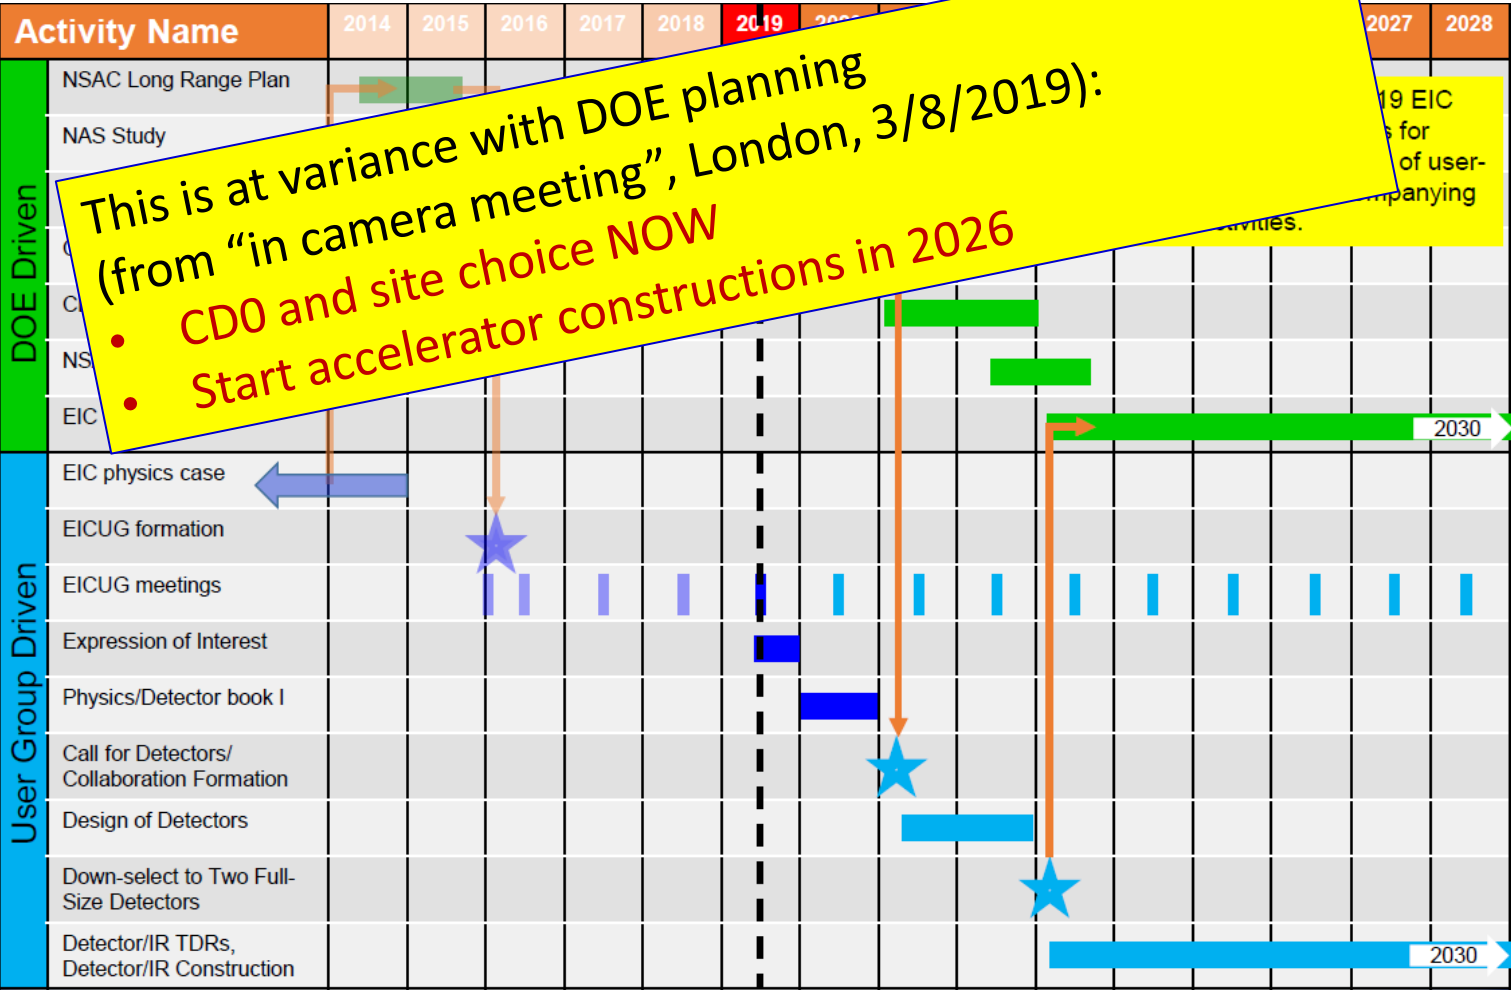 Activity Name 2014 2015 2016 2017 2018 2019 2027 2028
DOE Driven
NSAC Long Range Plan
NAS Study
EIC
This is at variance with DOE planning
(from “in camera meeting”, London, 3/8/2019):
• CD0 and site choice NOW
• Start accelerator constructions in 2026
19 EIC
for
of user-
2030
User Group Driven
EIC physics case
EICUG formation
EICUG meetings
Expression of Interest
Physics/Detector book I
Call for Detectors/
Collaboration Formation
Design of Detectors
Down-select to Two Full-
Size Detectors
Detector/IR TDRs,
Detector/IR Construction
2030